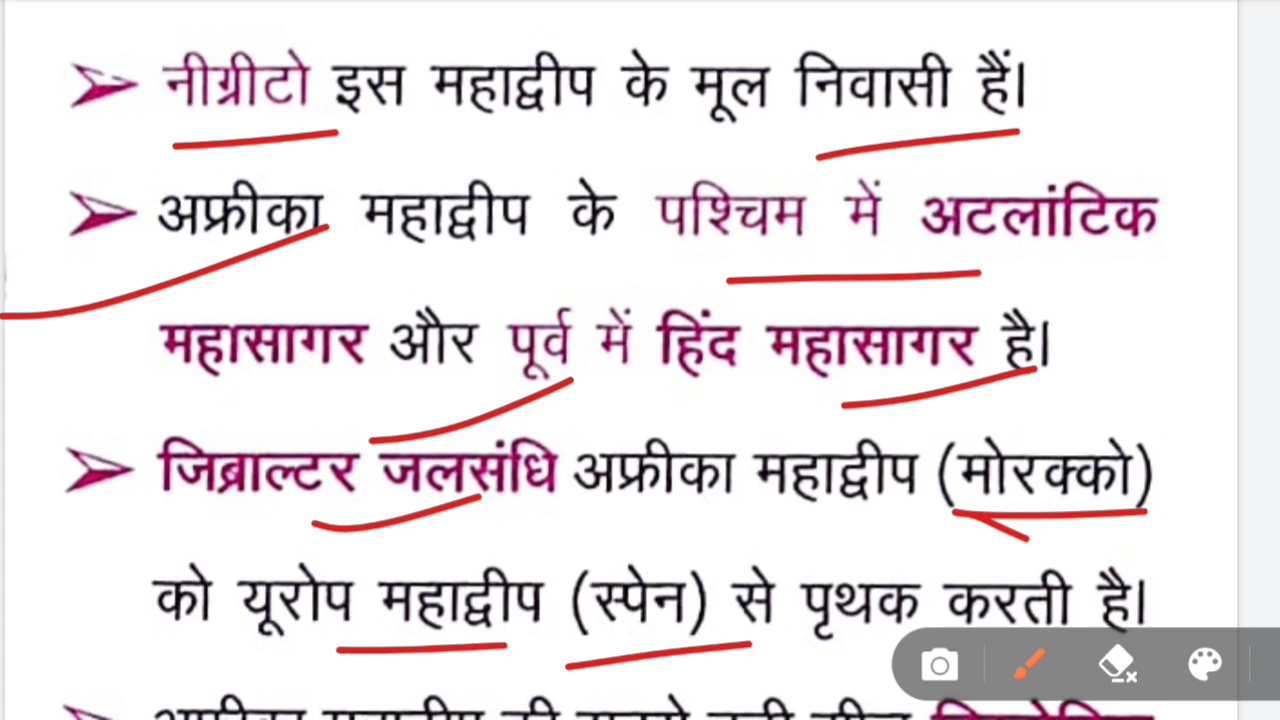 नीग्रीटो इस महाद्वीप के मूल निवासी हैं।
अफ्रीका महाद्वीप के पश्चिम में अटलांटिक
महासागर और पूर्व में हिंद महासागर है।
जिब्राल्टर जलसंधि अफ्रीका महाद्वीप (मोरक्को)
को यूरोप महाद्वीप (स्पेन) से पृथक करती है।